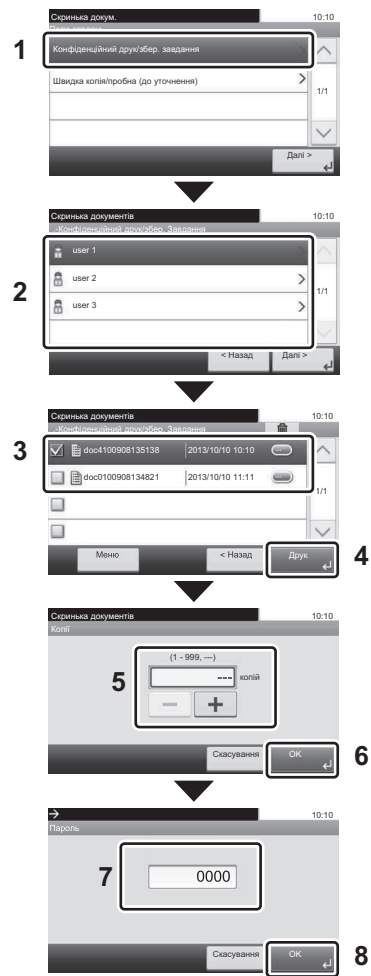 Скринька докум.
10:10
1
Конфіденційний друк/збер. завдання
Швидка копія/пробна (до уточнення)
1/1
Далі >
Скринька документів
10:10
-Конфіденційний друк/збер. Завдання
2
user 1
user 2
user 3
1/1
< Назад
Далі >
Скринька документів
10:10
-Конфіденційний друк/збер. Завдання
3
doc4100908135138 2013/10/10 10:10
doc0100908134821 2013/10/10 11:11
1/1
Меню
< Назад
Друк
4
Скринька документів
10:10
Копії
5
(1 - 999, ---)
--- копій
Скасування
OK
6
10:10
Пароль
7
0000
Скасування
OK
8